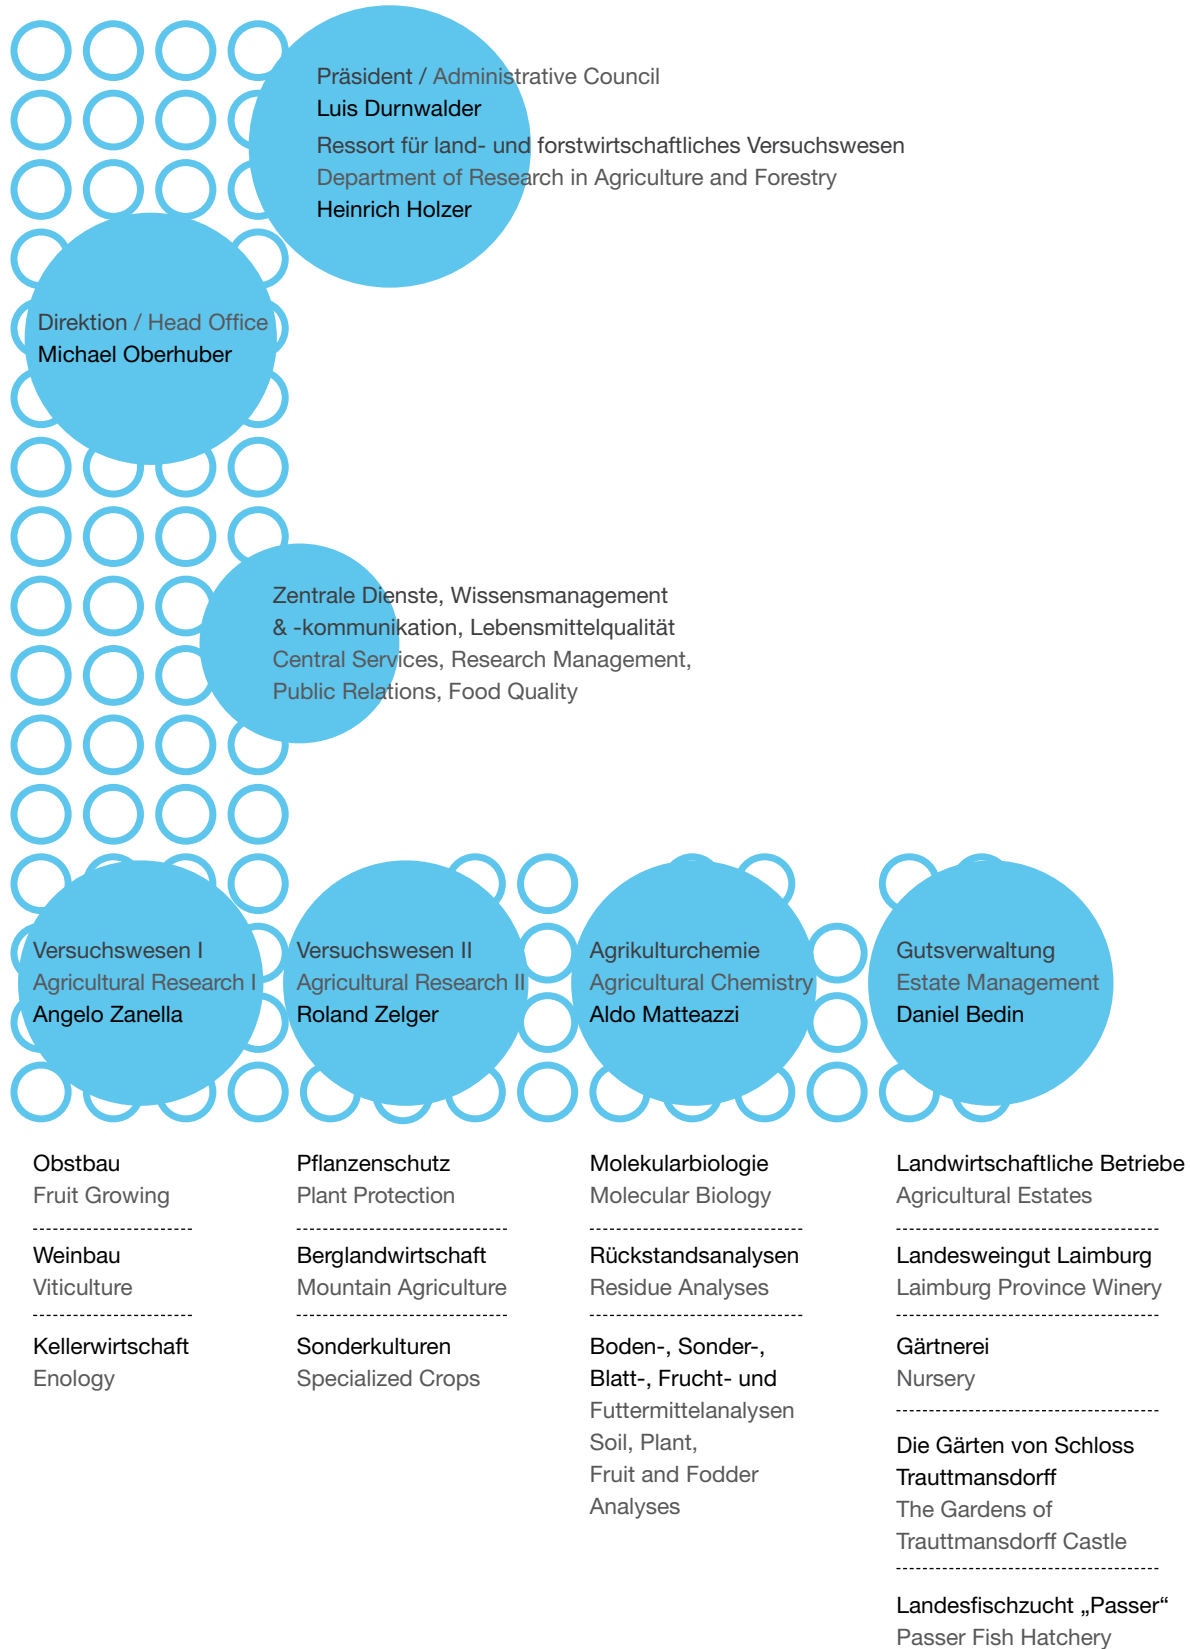 Präsident / Administrative Council
Luis Durnwalder
Ressort für land- und forstwirtschaftliches Versuchswesen
Department of Research in Agriculture and Forestry
Heinrich Holzer
Direktion / Head Office
Michael Oberhuber
Zentrale Dienste, Wissensmanagement
& -kommunikation, Lebensmittelqualität
Central Services, Research Management,
Public Relations, Food Quality
Versuchswesen I
Agricultural Research I
Angelo Zanella
Versuchswesen II
Agricultural Research II
Roland Zelger
Agrikulturchemie
Agricultural Chemistry
Aldo Matteazzi
Gutsverwaltung
Estate Management
Daniel Bedin
Obstbau
Fruit Growing
Weinbau
Viticulture
Kellerwirtschaft
Enology
Pflanzenschutz
Plant Protection
Berglandwirtschaft
Mountain Agriculture
Sonderkulturen
Specialized Crops
Molekularbiologie
Molecular Biology
Rückstandsanalysen
Residue Analyses
Boden-, Sonder-,
Blatt-, Frucht- und
Futtermittelanalysen
Soil, Plant,
Fruit and Fodder
Analyses
Landwirtschaftliche Betriebe
Agricultural Estates
Landesweingut Laimburg
Laimburg Province Winery
Gärtnerei
Nursery
Die Gärten von Schloss
Trauttmansdorff
The Gardens of
Trauttmansdorff Castle
Landesfischzucht „Passer“
Passer Fish Hatchery